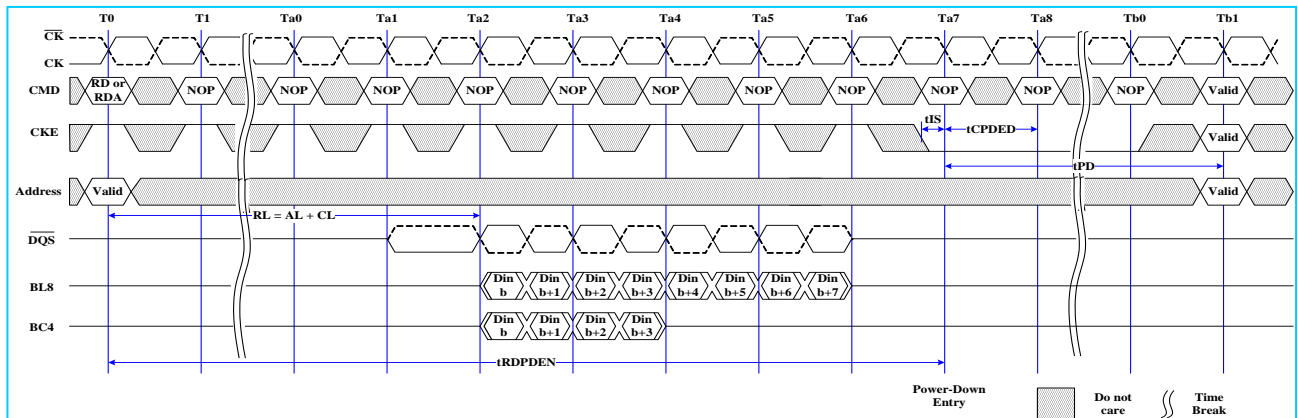 T0 T1 Ta0 Ta1 Ta2 Ta3 Ta4 Ta5 Ta6 Ta7 Ta8 Tb0 Tb1
CK
CK
CMD RD or RDA NOP NOP NOP NOP NOP NOP NOP NOP NOP NOP NOP Valid
tIS tCPDED
CKE Valid
tPD
Address Valid Valid
RL = AL + CL
DQS
BL8 Din b Din b+1 Din b+2 Din b+3 Din b+4 Din b+5 Din b+6 Din b+7
BC4 Din b Din b+1 Din b+2 Din b+3
tRDPDEN
Power-Down Entry
Do not care
Time Break